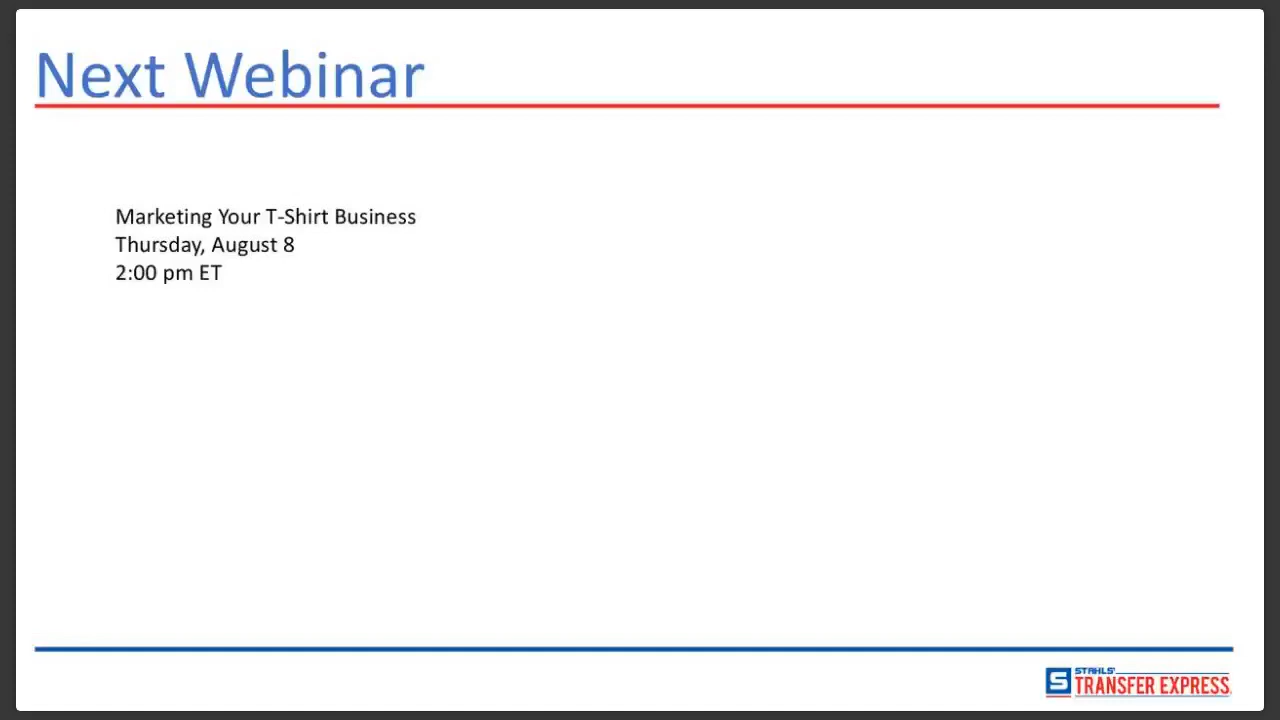 Next Webinar
Marketing Your T-Shirt Business
Thursday, August 8
2:00 pm ET
S STAHLS'
TRANSFER EXPRESS